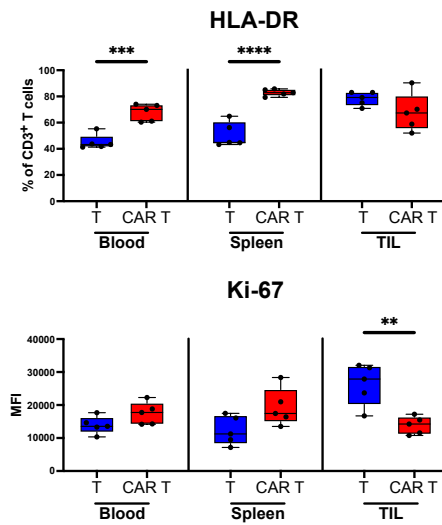 HLA-DR
*** ****
% of CD3⁺ T cells
100
80
60
40
20
0
T CAR T T CAR T T CAR T
Blood Spleen TIL
Ki-67
**
MFI
40000
30000
20000
10000
0
T CAR T T CAR T T CAR T
Blood Spleen TIL